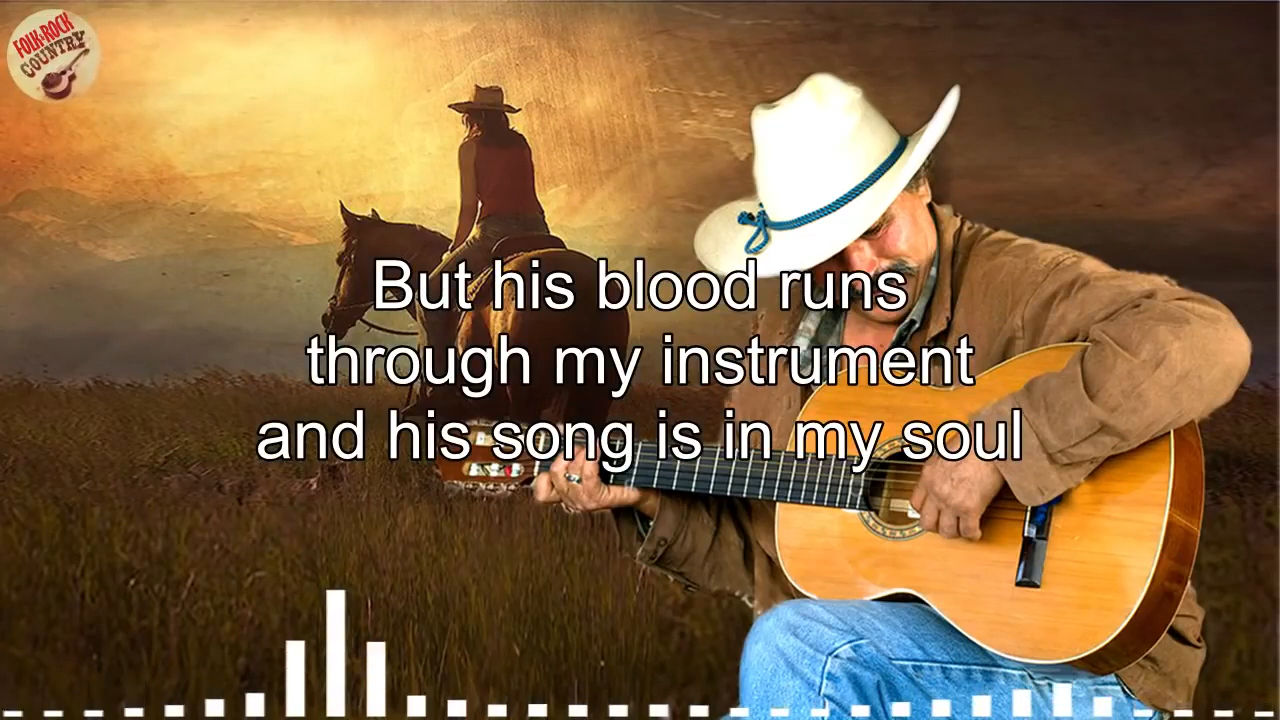 FOLK-ROCK
COUNTRY
But his blood runs
through my instrument
and his song is in my soul